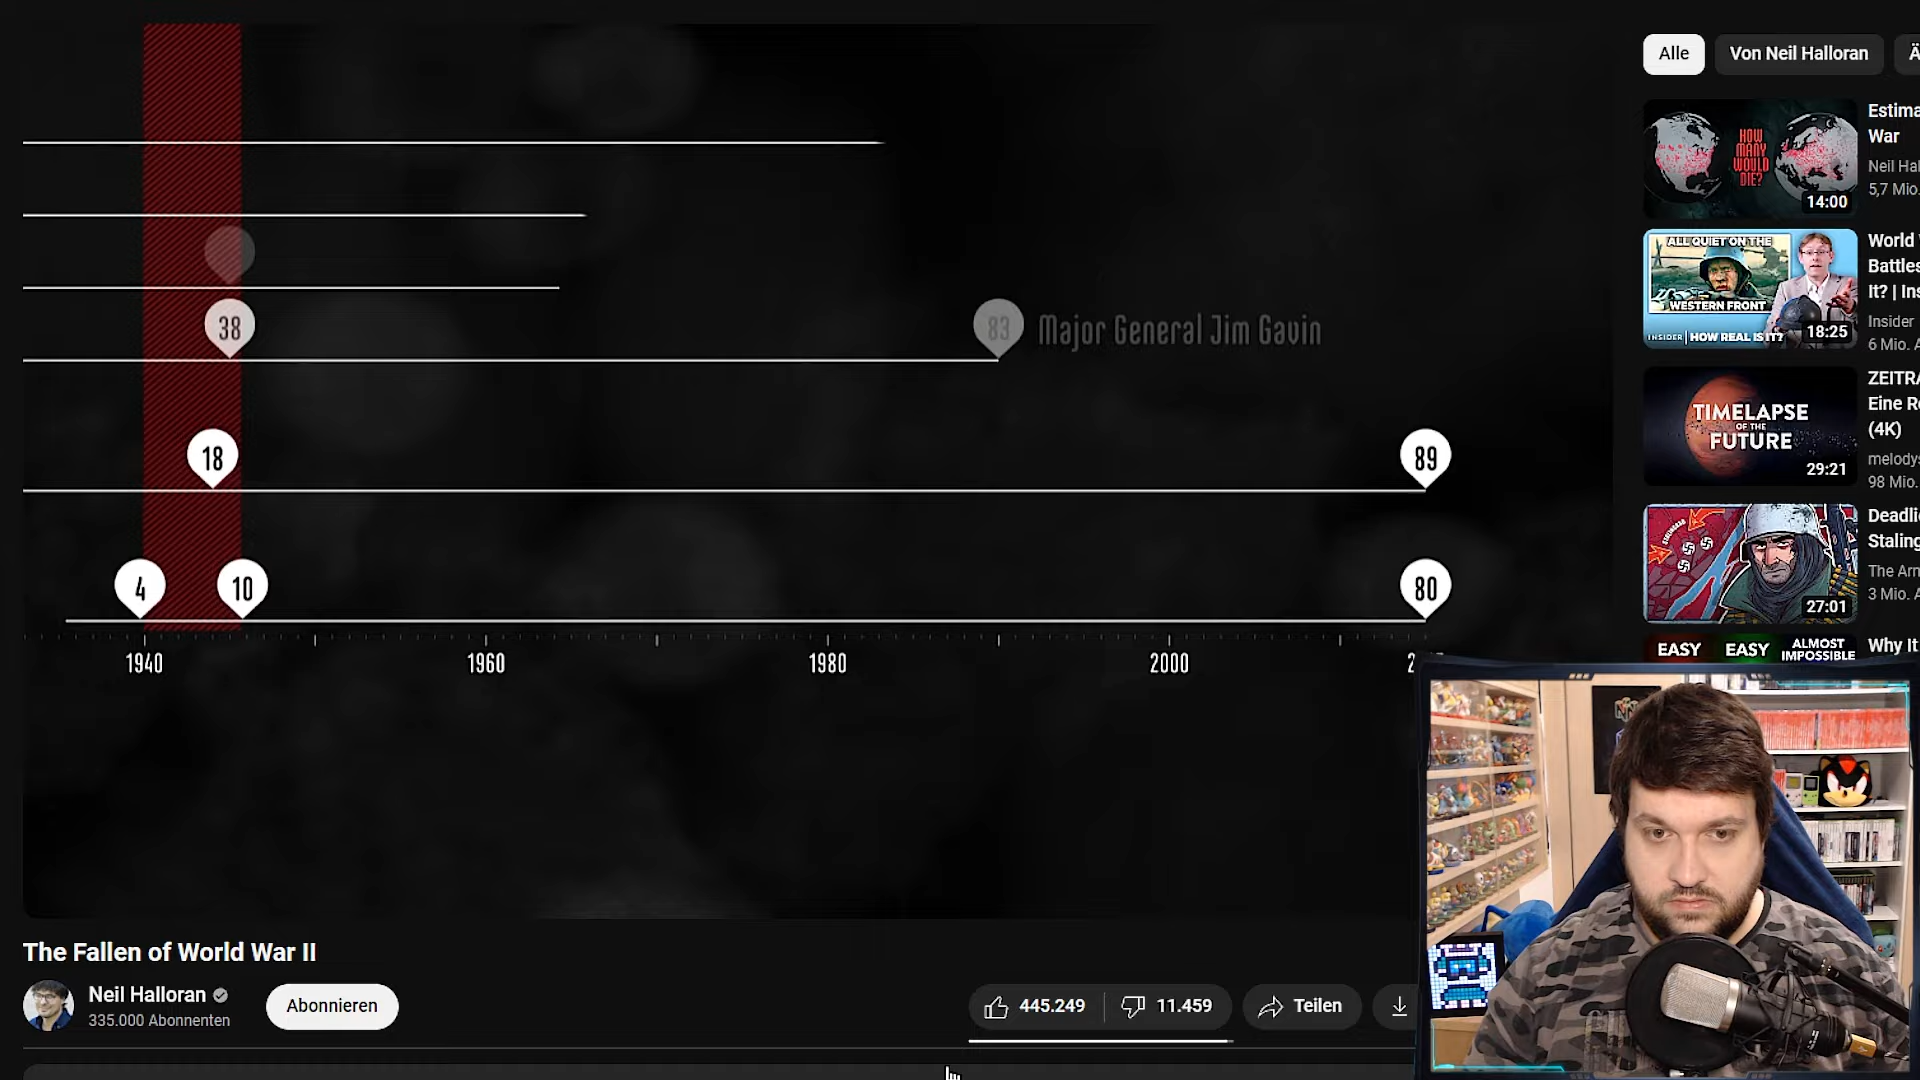 38
83
Major General Jim Gavin
18
89
4
10
80
1940
1960
1980
2000
The Fallen of World War II
Neil Halloran
335.000 Abonnenten
Abonnieren
445.249
11.459
Teilen
Alle
Von Neil Halloran
HOW
MANY
WOULD
DIE?
14:00
War
Neil Hal
5,7 Mio.
ALL QUIET ON THE
WESTERN FRONT
INSIDER | HOW REAL IS IT?
18:25
World
Battles
It? | Ins
Insider
6 Mio. A
TIMELAPSE
OF THE
FUTURE
29:21
ZEITRA
Eine Re
(4K)
melodys
98 Mio.
STALINGRAD
27:01
Deadlie
Staling
The Arm
3 Mio. A
EASY
EASY
ALMOST
IMPOSSIBLE
Why It